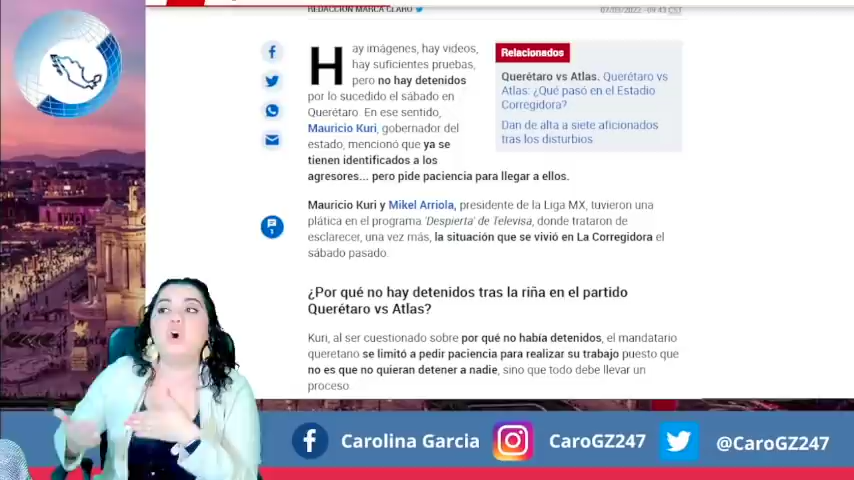 REDACCIÓN MARCA CLARO
07/03/2022 - 09:43 CST
Hay imágenes, hay videos,
hay suficientes pruebas,
pero no hay detenidos
por lo sucedido el sábado en
Querétaro. En ese sentido,
Mauricio Kuri, gobernador del
estado, mencionó que ya se
tienen identificados a los
agresores... pero pide paciencia para llegar a ellos.
Relacionados
Querétaro vs Atlas. Querétaro vs
Atlas: ¿Qué pasó en el Estadio
Corregidora?
Dan de alta a siete aficionados
tras los disturbios
Mauricio Kuri y Mikel Arriola, presidente de la Liga MX, tuvieron una
plática en el programa 'Despierta' de Televisa, donde trataron de
esclarecer, una vez más, la situación que se vivió en La Corregidora el
sábado pasado.
¿Por qué no hay detenidos tras la riña en el partido
Querétaro vs Atlas?
Kuri, al ser cuestionado sobre por qué no había detenidos, el mandatario
queretano se limitó a pedir paciencia para realizar su trabajo puesto que
no es que no quieran detener a nadie, sino que todo debe llevar un
proceso
Carolina Garcia
CaroGZ247
@CaroGZ247